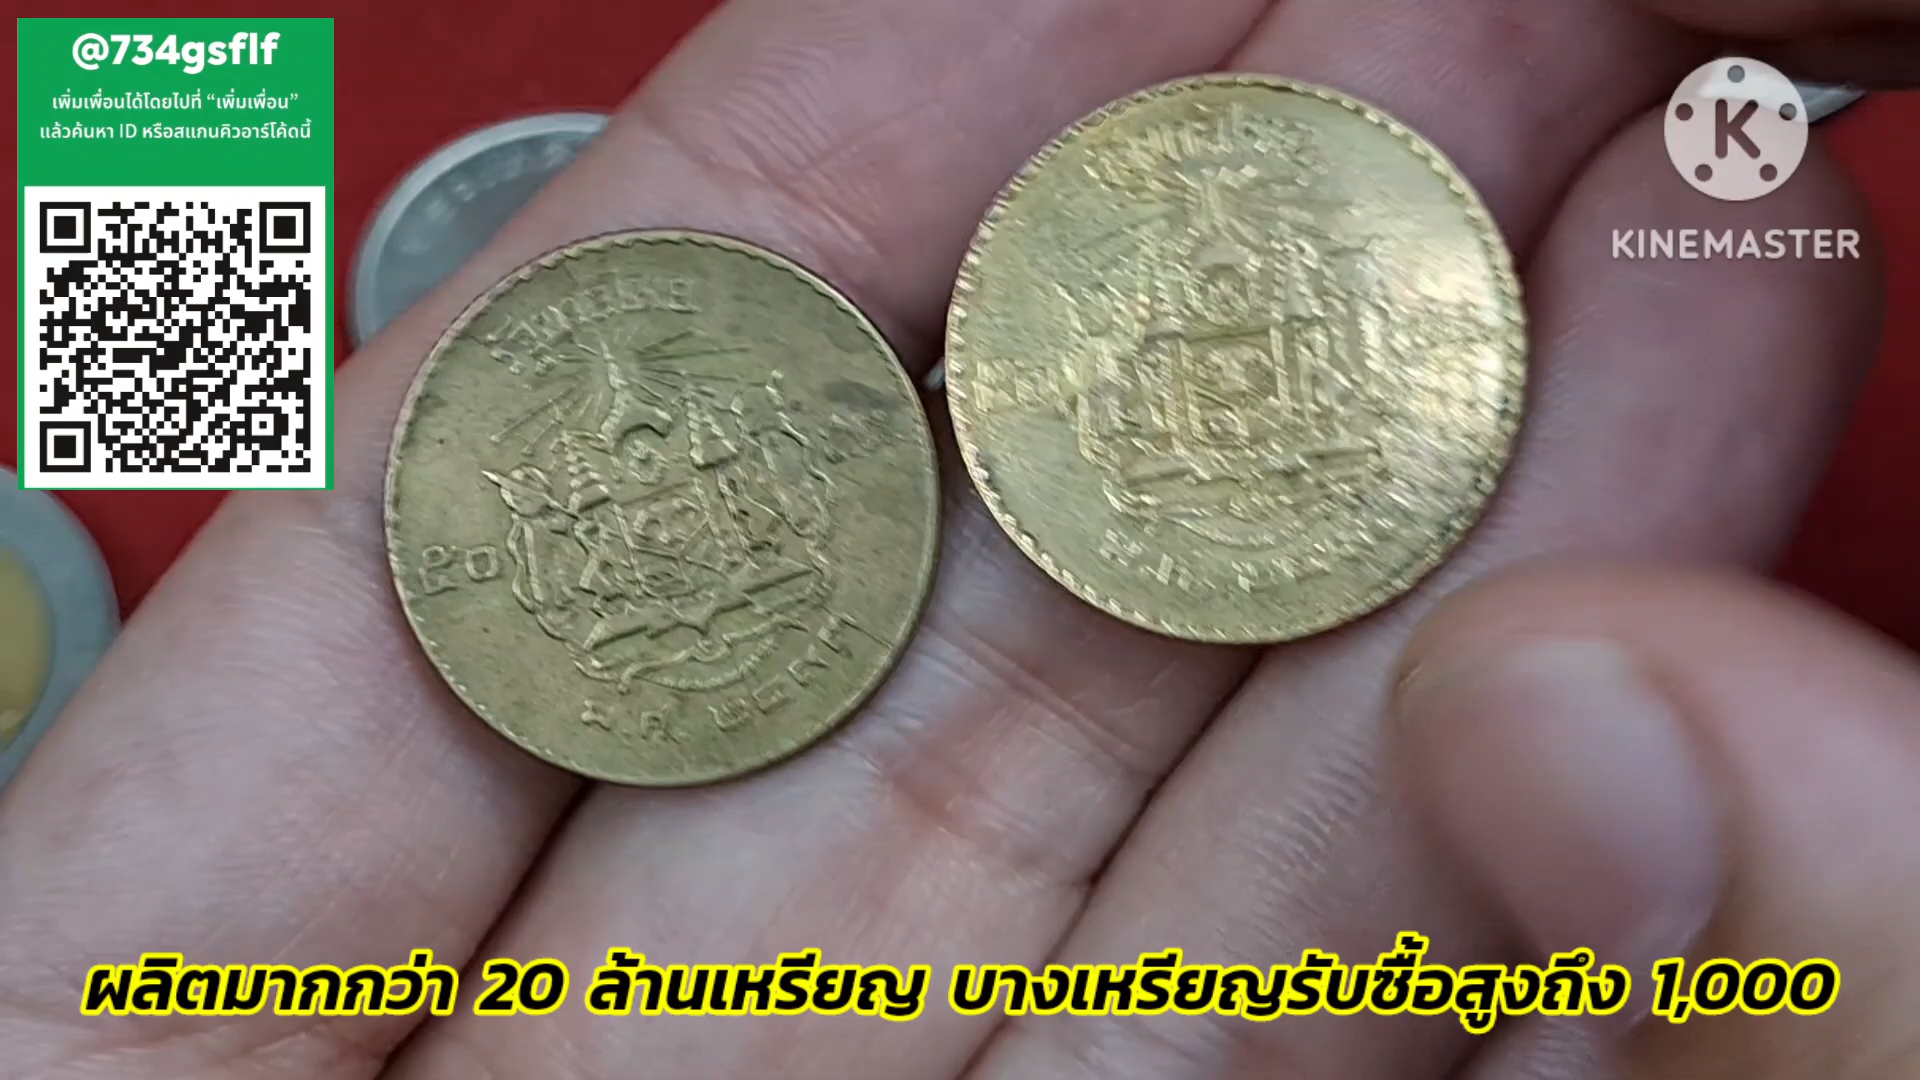 @734gsflf
เพิ่มเพื่อนได้โดยไปที่ “เพิ่มเพื่อน”
แล้วค้นหา ID หรือสแกนคิวอาร์โค้ดนี้
KINEMASTER
๕๐
ผลิตมากกว่า 20 ล้านเหรียญ บางเหรียญรับซื้อสูงถึง 1,000